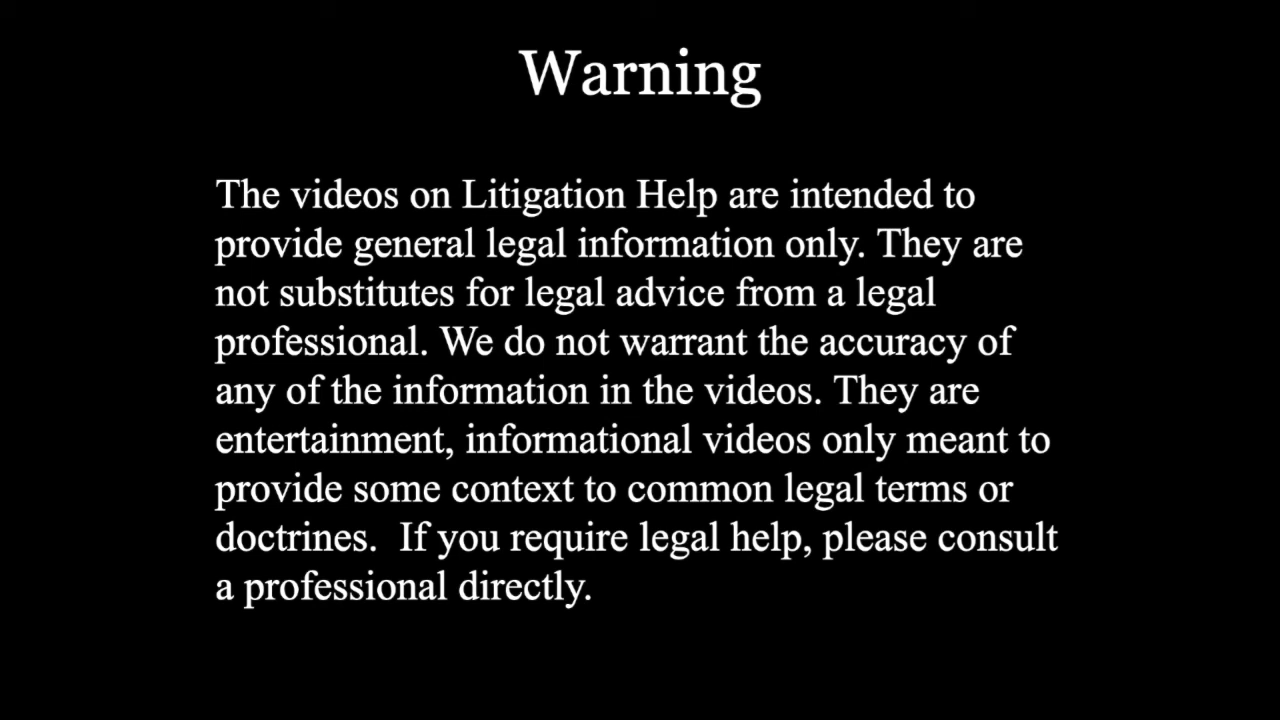 Warning
The videos on Litigation Help are intended to
provide general legal information only. They are
not substitutes for legal advice from a legal
professional. We do not warrant the accuracy of
any of the information in the videos. They are
entertainment, informational videos only meant to
provide some context to common legal terms or
doctrines.  If you require legal help, please consult
a professional directly.